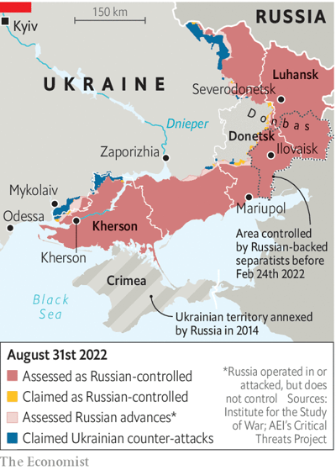 150 km
RUSSIA
Kyiv
UKRAINE
Luhansk
Severodonetsk
Dnieper
Donbas
Donetsk
Zaporizhia
Ilovaisk
Mykolaiv
Mariupol
Odessa
Kherson
Kherson
Area controlled
by Russian-backed
separatists before
Feb 24th 2022
Crimea
Black
Sea
Ukrainian territory annexed
by Russia in 2014
August 31st 2022
Assessed as Russian-controlled
Claimed as Russian-controlled
Assessed Russian advances*
Claimed Ukrainian counter-attacks
*Russia operated in or
attacked, but does
not control Sources:
Institute for the Study
of War; AEI's Critical
Threats Project
The Economist